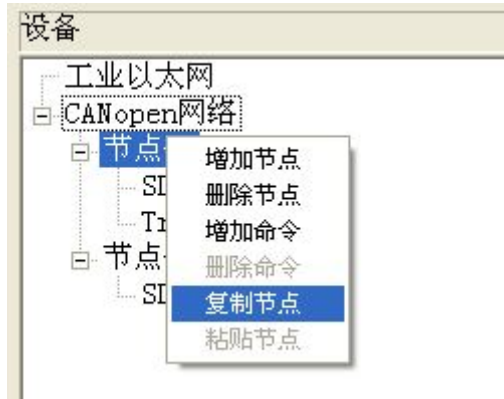 设备
工业以太网
CANopen网络
节点
SD
Tr
节点
SD
增加节点
删除节点
增加命令
删除命令
复制节点
粘贴节点